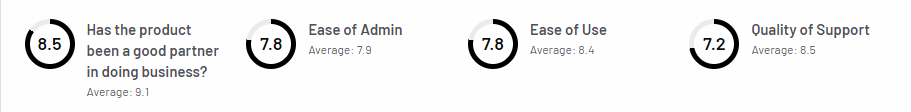 8.5
Has the product
been a good partner
in doing business?
Average: 9.1
7.8
Ease of Admin
Average: 7.9
7.8
Ease of Use
Average: 8.4
7.2
Quality of Support
Average: 8.5